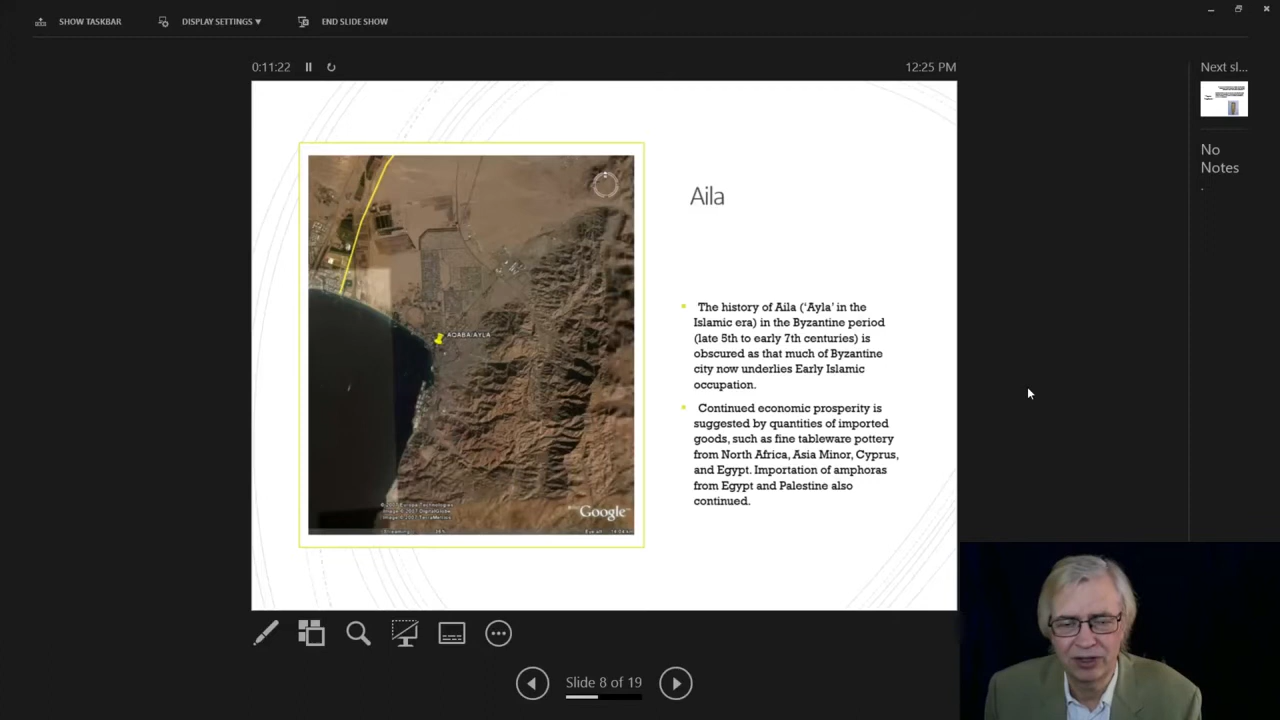 SHOW TASKBAR
DISPLAY SETTINGS ▼
END SLIDE SHOW
0:11:22
12:25 PM
Next sl...
No
Notes
.
AQABA/AYLA
Google
Aila
The history of Aila (‘Ayla’ in the
Islamic era) in the Byzantine period
(late 5th to early 7th centuries) is
obscured as that much of Byzantine
city now underlies Early Islamic
occupation.
Continued economic prosperity is
suggested by quantities of imported
goods, such as fine tableware pottery
from North Africa, Asia Minor, Cyprus,
and Egypt. Importation of amphoras
from Egypt and Palestine also
continued.
Slide 8 of 19